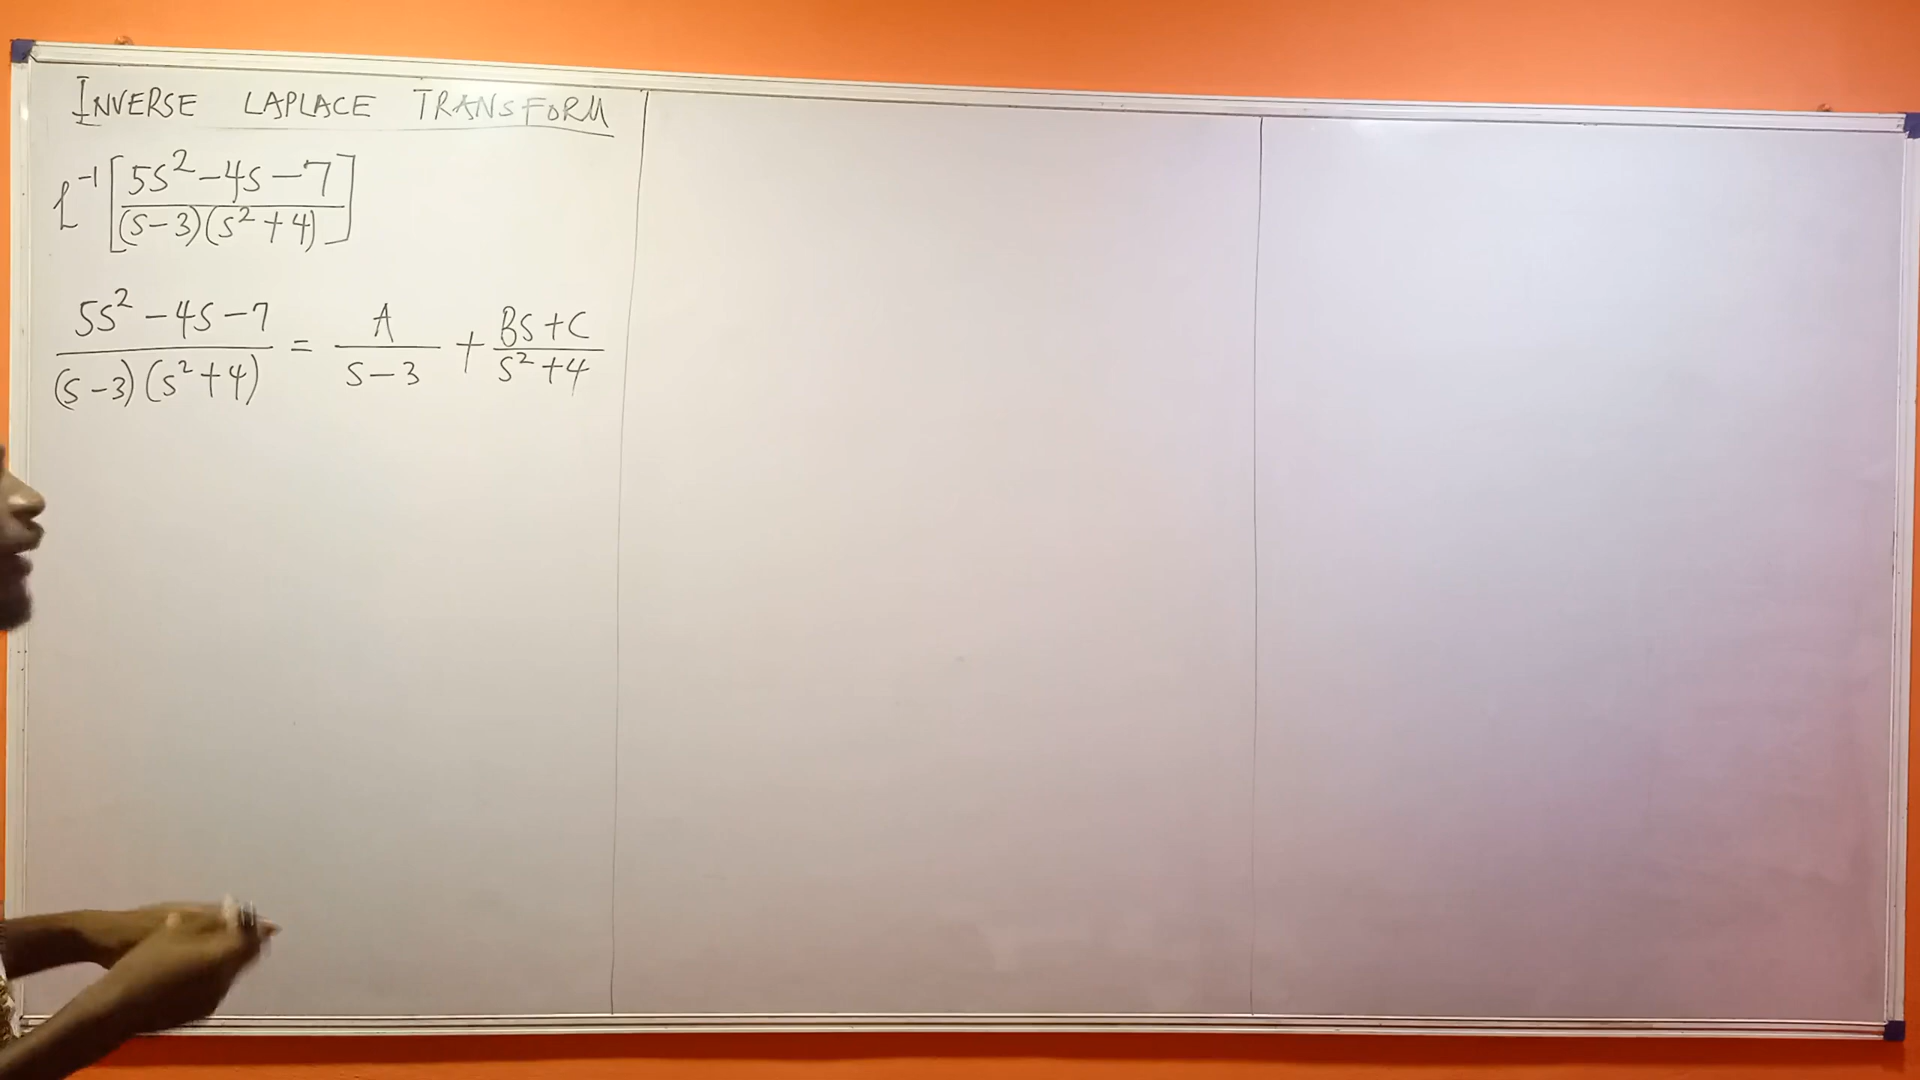 INVERSE LAPLACE TRANSFORM
L⁻¹[(5s² - 4s - 7)/((s-3)(s²+4))]
(5s² - 4s - 7)/((s-3)(s²+4)) = A/(s-3) + (Bs+C)/(s²+4)